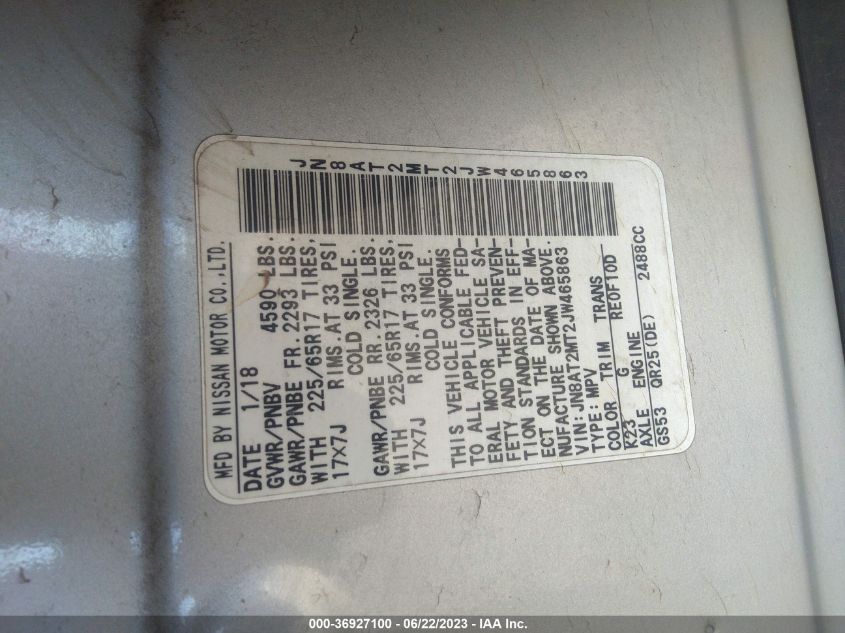 MFD BY NISSAN MOTOR CO.,LTD.
JN8AT2MT2JW465863
DATE 1/18
GVWR/PNBV 4590 LBS.
GAWR/PNBE FR. 2293 LBS.
WITH 225/65R17 TIRES,
17×7J RIMS.AT 33 PSI
COLD SINGLE
GAWR/PNBE RR. 2326 LBS.
WITH 225/65R17 TIRES,
17×7J RIMS.AT 33 PSI
COLD SINGLE.
THIS VEHICLE CONFORMS
TO ALL APPLICABLE FED-
ERAL MOTOR VEHICLE SA-
FETY AND THEFT PREVEN-
TION STANDARDS IN EFF-
ECT ON THE DATE OF MA-
NUFACTURE SHOWN ABOVE.
VIN:JN8AT2MT2JW465863
TYPE:MPV
COLOR TRIM TRANS
K23 G RE0F10D
AXLE ENGINE
GS53 QR25(DE) 2488CC
000-36927100 - 06/22/2023 - IAA Inc.